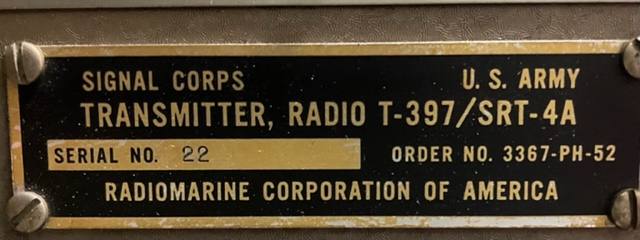 SIGNAL CORPS U. S. ARMY
TRANSMITTER, RADIO T-397/SRT-4A
SERIAL NO. 22 ORDER NO. 3367-PH-52
RADIOMARINE CORPORATION OF AMERICA